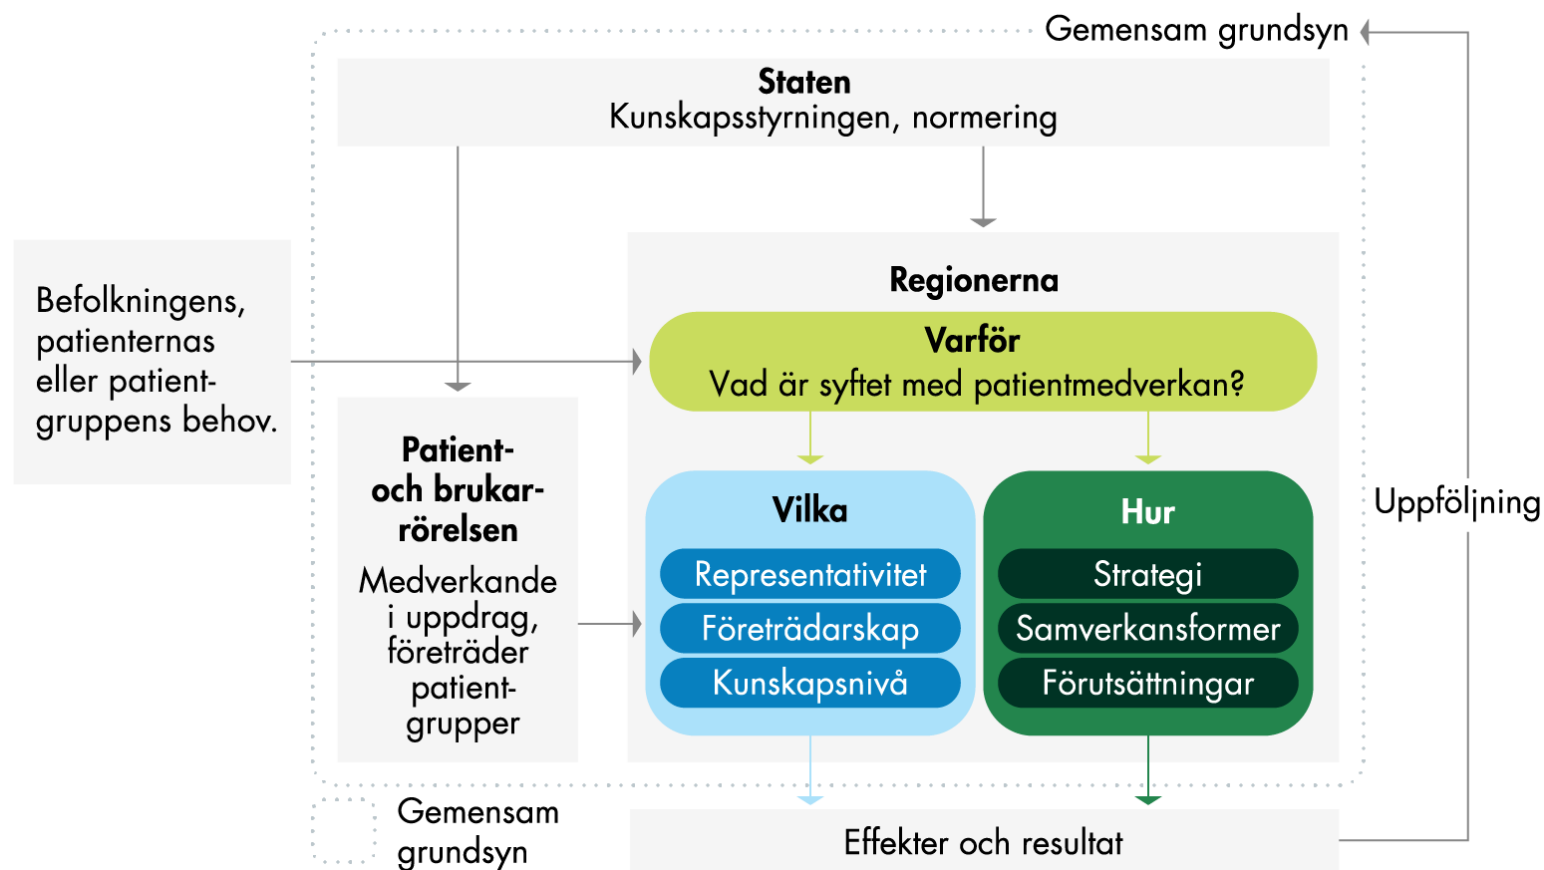 Gemensam grundsyn
Staten
Kunskapsstyrningen, normering
Befolkningens,
patienternas
eller patient-
gruppens behov.
Regionerna
Varför
Vad är syftet med patientmedverkan?
Patient-
och brukar-
rörelsen
Medverkande
i uppdrag,
företräder
patient-
grupper
Vilka
Representativitet
Företrädarskap
Kunskapsnivå
Hur
Strategi
Samverkansformer
Förutsättningar
Uppföljning
Gemensam
grundsyn
Effekter och resultat